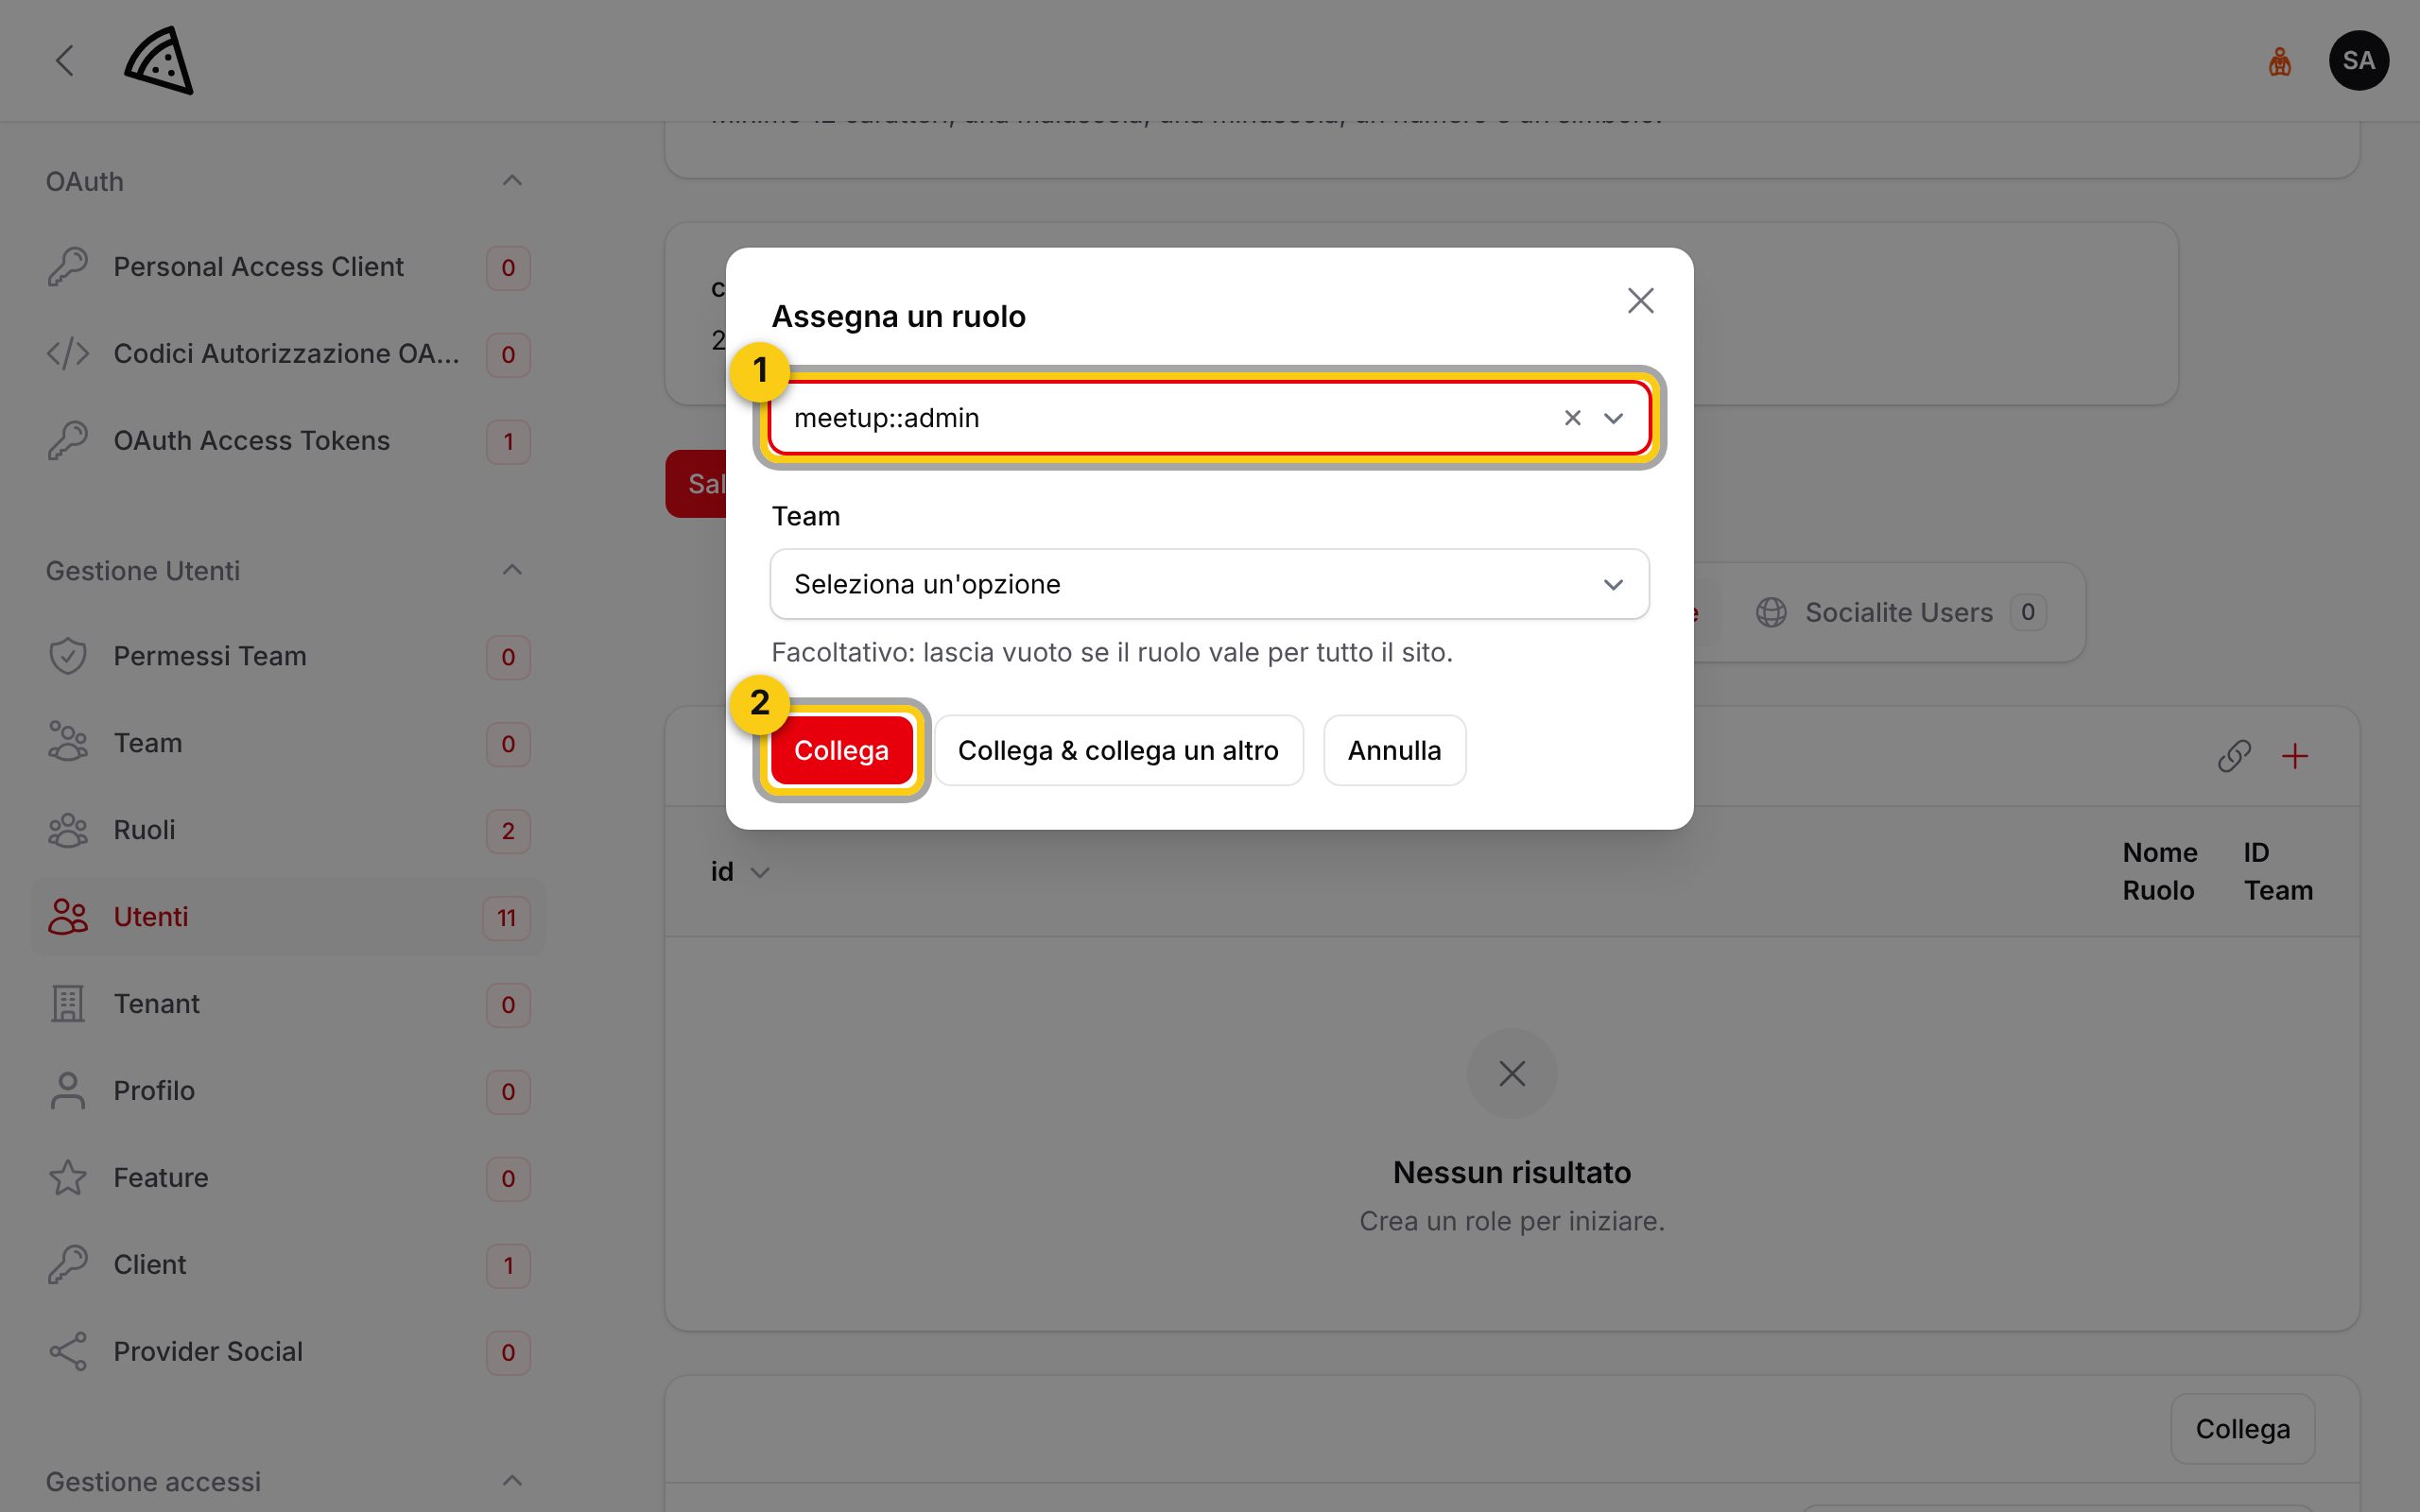 SA
OAuth
Personal Access Client 0
Codici Autorizzazione OA... 0
OAuth Access Tokens 1
Gestione Utenti
Permessi Team 0
Team 0
Ruoli 2
Utenti 11
Tenant 0
Profilo 0
Feature 0
Client 1
Provider Social 0
Gestione accessi
Assegna un ruolo
1
meetup::admin
Team
Seleziona un'opzione
Facoltativo: lascia vuoto se il ruolo vale per tutto il sito.
2
Collega
Collega & collega un altro
Annulla
Sal
Socialite Users 0
id
Nome Ruolo
ID Team
Nessun risultato
Crea un role per iniziare.
Collega